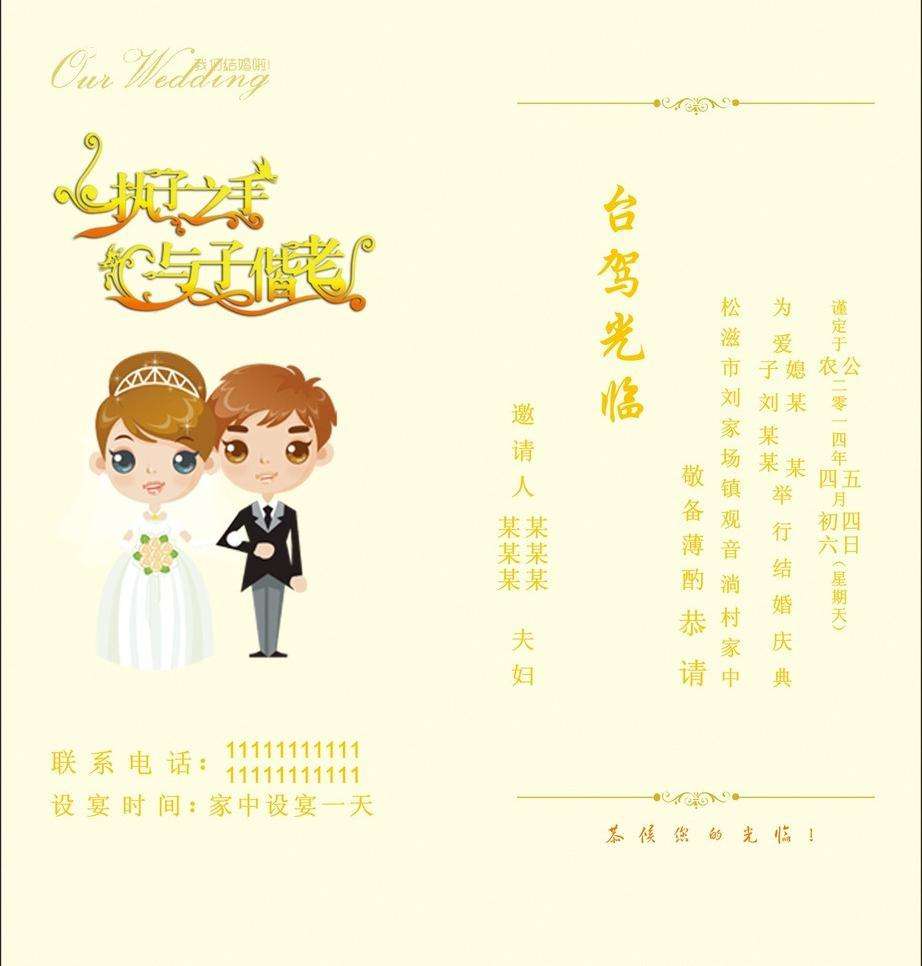 Our Wedding
我们结婚啦!
执子之手
与子偕老
联系电话：11111111111
11111111111
设宴时间：家中设宴一天
谨定于公农二零一四年五四月四日初六(星期天)
为爱子刘某某媳某某举行结婚庆典
松滋市刘家场镇观音淌村家中
敬备薄酌恭请
台驾光临
邀请人某某某某某某夫妇
恭候您的光临!